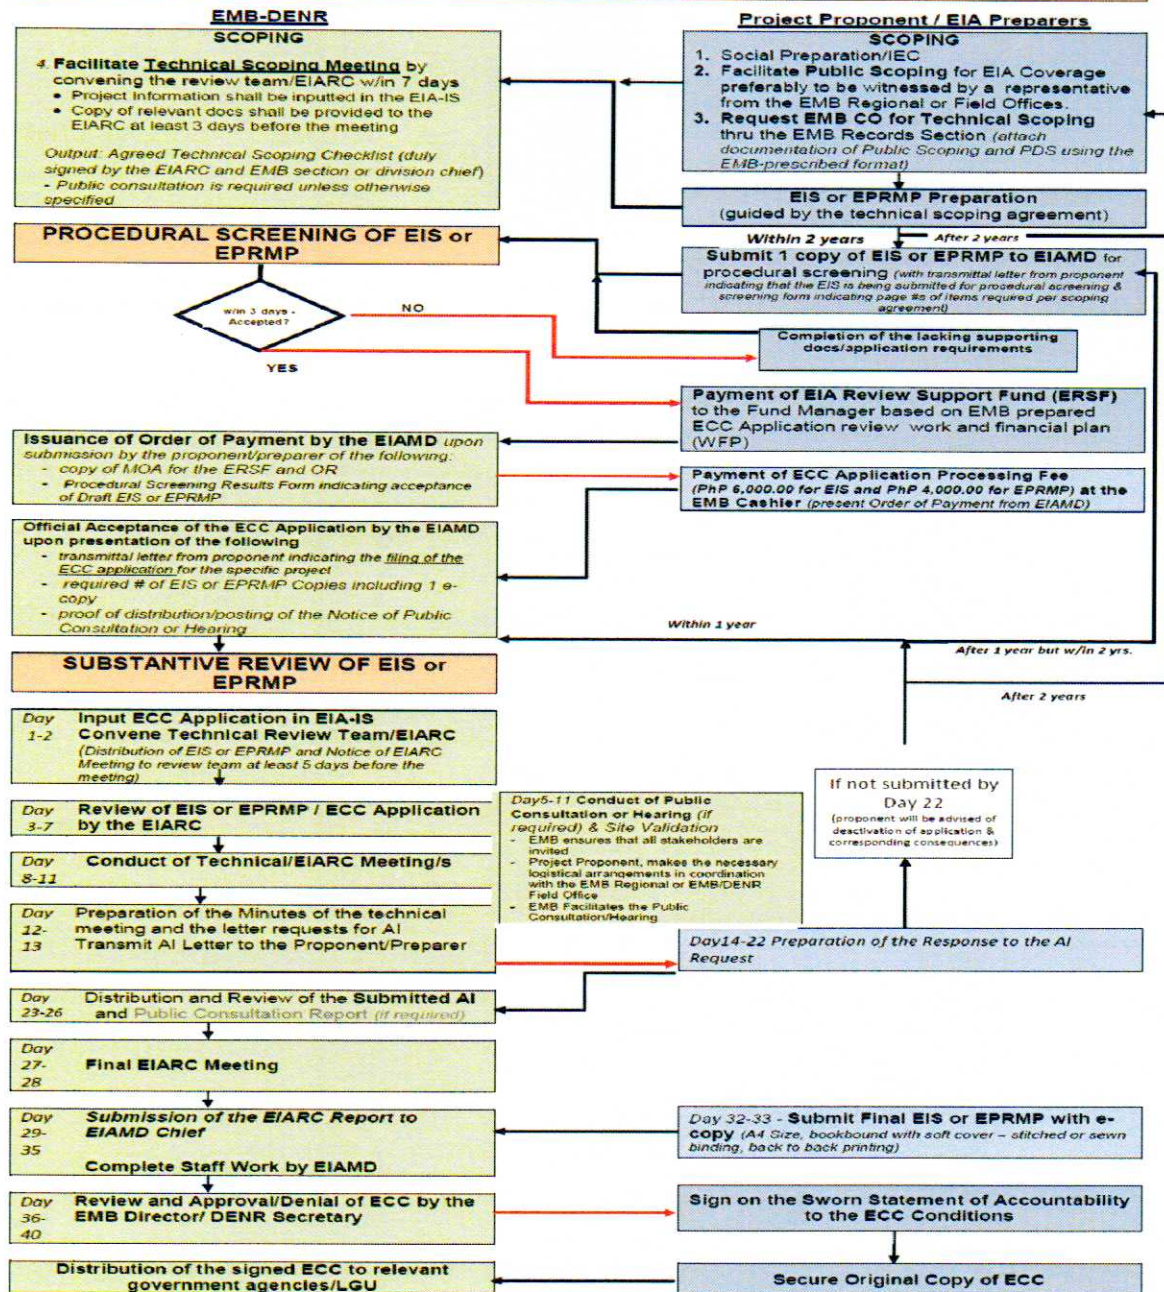 EMB-DENR
Project Proponent / EIA Preparers
SCOPING
4. Facilitate Technical Scoping Meeting by
convening the review team/EIARC w/in 7 days
• Project Information shall be inputted in the EIA-IS
• Copy of relevant docs shall be provided to the
EIARC at least 3 days before the meeting
Output: Agreed Technical Scoping Checklist (duly
signed by the EIARC and EMB section or division chief)
- Public consultation is required unless otherwise
specified
SCOPING
1. Social Preparation/IEC
2. Facilitate Public Scoping for EIA Coverage
preferably to be witnessed by a representative
from the EMB Regional or Field Offices.
3. Request EMB CO for Technical Scoping
thru the EMB Records Section (attach
documentation of Public Scoping and PDS using the
EMB-prescribed format)
EIS or EPRMP Preparation
(guided by the technical scoping agreement)
Within 2 years
After 2 years
PROCEDURAL SCREENING OF EIS or
EPRMP
Submit 1 copy of EIS or EPRMP to EIAMD for
procedural screening (with transmittal letter from proponent
indicating that the EIS is being submitted for procedural screening &
screening form indicating page #s of items required per scoping
agreement)
w/in 3 days -
Accepted?
NO
YES
Completion of the lacking supporting
docs/application requirements
Payment of EIA Review Support Fund (ERSF)
to the Fund Manager based on EMB prepared
ECC Application review work and financial plan
(WFP)
Issuance of Order of Payment by the EIAMD upon
submission by the proponent/preparer of the following:
- copy of MOA for the ERSF and OR
- Procedural Screening Results Form indicating acceptance
of Draft EIS or EPRMP
Payment of ECC Application Processing Fee
(PhP 6,000.00 for EIS and PhP 4,000.00 for EPRMP) at the
EMB Cashier (present Order of Payment from EIAMD)
Official Acceptance of the ECC Application by the EIAMD
upon presentation of the following
- transmittal letter from proponent indicating the filing of the
ECC application for the specific project
- required # of EIS or EPRMP Copies including 1 e-
copy
- proof of distribution/posting of the Notice of Public
Consultation or Hearing
Within 1 year
After 1 year but w/in 2 yrs.
After 2 years
SUBSTANTIVE REVIEW OF EIS or
EPRMP
Day
1-2
Input ECC Application in EIA-IS
Convene Technical Review Team/EIARC
(Distribution of EIS or EPRMP and Notice of EIARC
Meeting to review team at least 5 days before the
meeting)
If not submitted by
Day 22
(proponent will be advised of
deactivation of application &
corresponding consequences)
Day
3-7
Review of EIS or EPRMP / ECC Application
by the EIARC
Day5-11 Conduct of Public
Consultation or Hearing (if
required) & Site Validation
- EMB ensures that all stakeholders are
invited
- Project Proponent, makes the necessary
logistical arrangements in coordination
with the EMB Regional or EMB/DENR
Field Office
- EMB Facilitates the Public
Consultation/Hearing
Day
8-11
Conduct of Technical/EIARC Meeting/s
Day
12-
13
Preparation of the Minutes of the technical
meeting and the letter requests for AI
Transmit AI Letter to the Proponent/Preparer
Day14-22 Preparation of the Response to the AI
Request
Day
23-26
Distribution and Review of the Submitted AI
and Public Consultation Report (if required)
Day
27-
28
Final EIARC Meeting
Day
29-
35
Submission of the EIARC Report to
EIAMD Chief
Complete Staff Work by EIAMD
Day 32-33 - Submit Final EIS or EPRMP with e-
copy (A4 Size, bookbound with soft cover – stitched or sewn
binding, back to back printing)
Day
36-
40
Review and Approval/Denial of ECC by the
EMB Director/ DENR Secretary
Sign on the Sworn Statement of Accountability
to the ECC Conditions
Distribution of the signed ECC to relevant
government agencies/LGU
Secure Original Copy of ECC